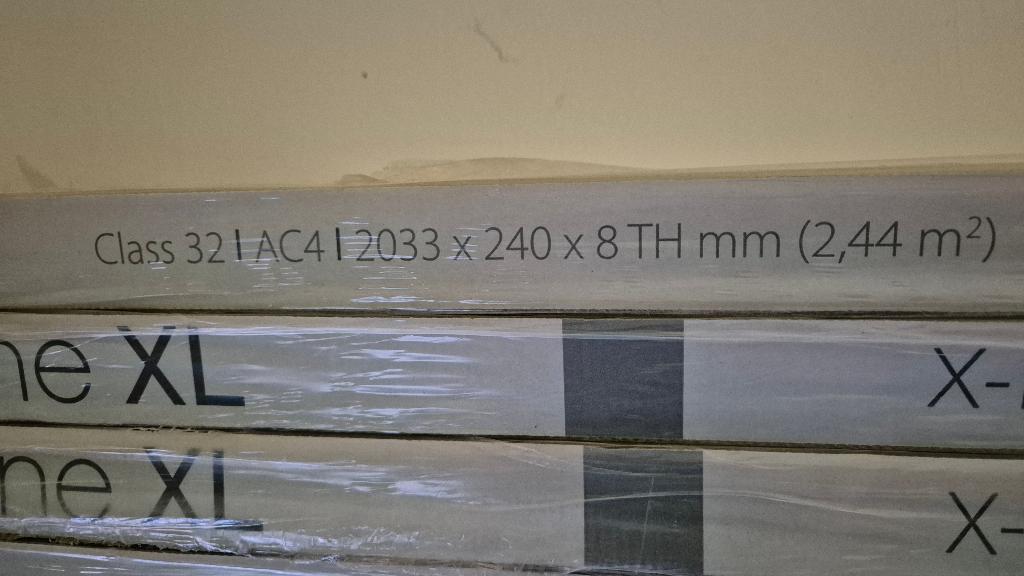 Class 32 | AC4 | 2033 x 240 x 8 TH mm (2,44 m²)
ne XL X-
ne XL X-